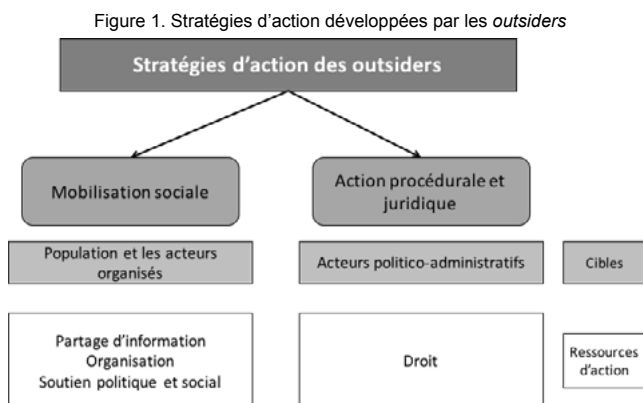 Figure 1. Stratégies d'action développées par les outsiders
Stratégies d'action des outsiders
Mobilisation sociale
Action procédurale et
juridique
Population et les acteurs
organisés
Acteurs politico-administratifs
Cibles
Partage d'information
Organisation
Soutien politique et social
Droit
Ressources
d'action